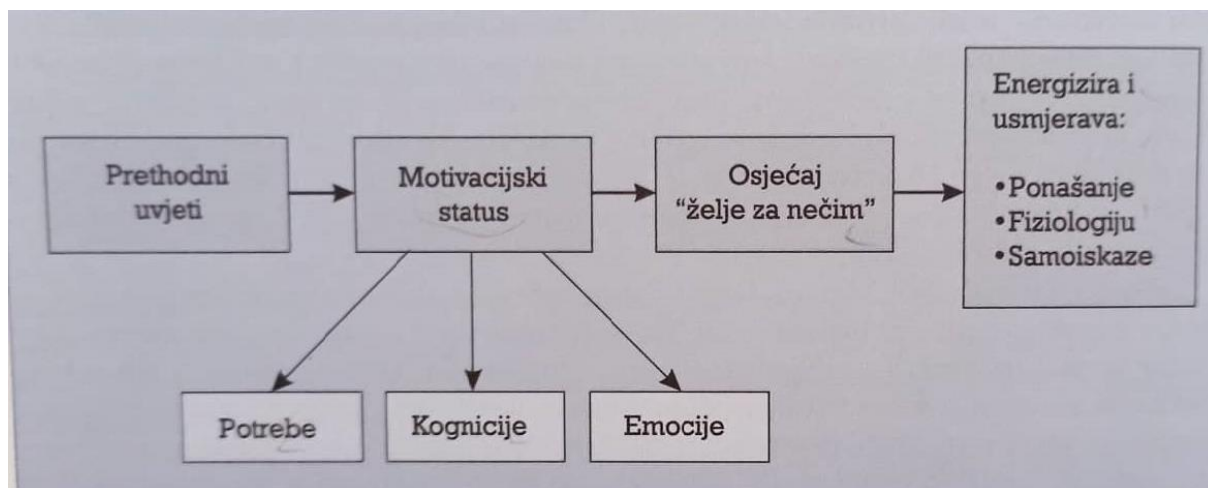 Prethodni
uvjeti
Motivacijski
status
Osjećaj
“želje za nečim”
Energizira i
usmjerava:
•Ponašanje
•Fiziologiju
•Samoiskaze
Potrebe
Kognicije
Emocije